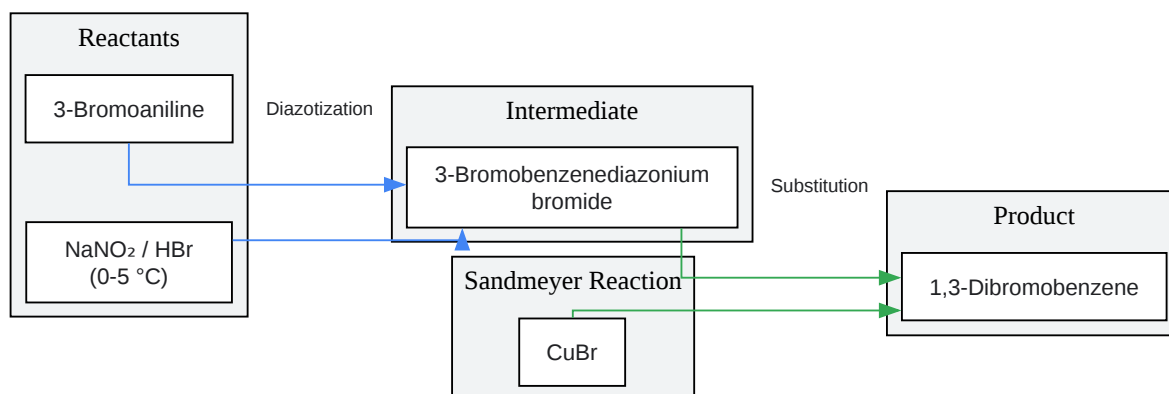 Reactants
3-Bromoaniline
Diazotization
NaNO₂ / HBr
(0-5 °C)
Intermediate
3-Bromobenzenediazonium
bromide
Substitution
Sandmeyer Reaction
CuBr
Product
1,3-Dibromobenzene